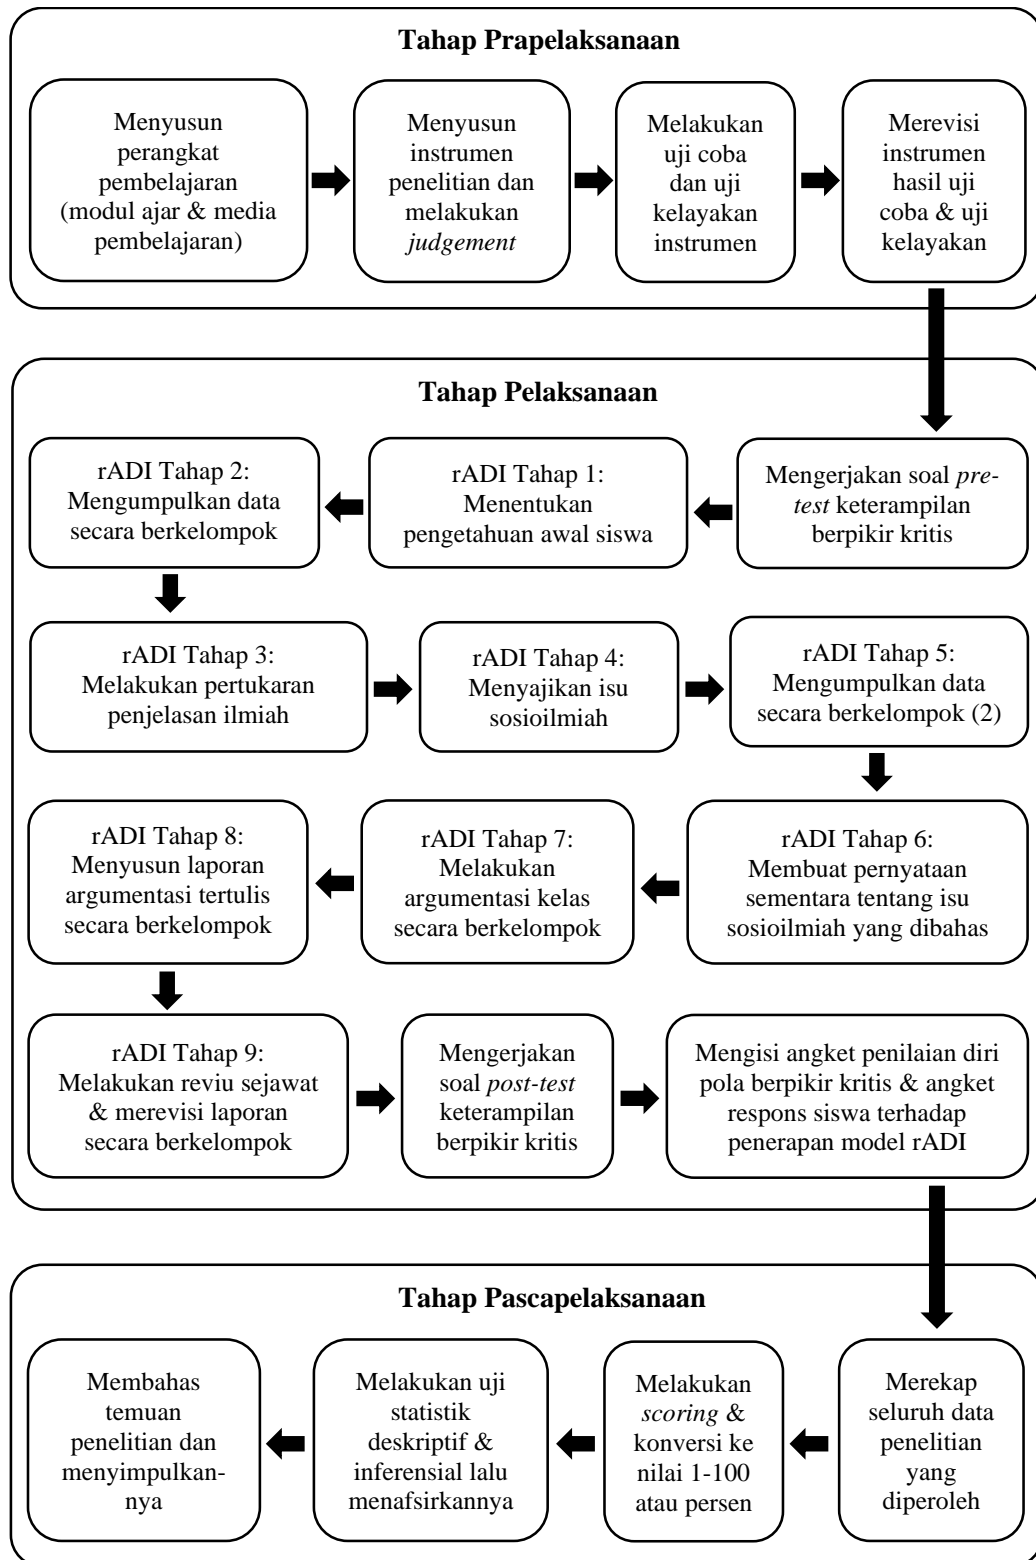 Tahap Prapelaksanaan
Menyusun
perangkat
pembelajaran
(modul ajar & media
pembelajaran)
Menyusun
instrumen
penelitian dan
melakukan
judgement
Melakukan
uji coba
dan uji
kelayakan
instrumen
Merevisi
instrumen
hasil uji
coba & uji
kelayakan
Tahap Pelaksanaan
Mengerjakan soal pre-
test keterampilan
berpikir kritis
rADI Tahap 1:
Menentukan
pengetahuan awal siswa
rADI Tahap 2:
Mengumpulkan data
secara berkelompok
rADI Tahap 3:
Melakukan pertukaran
penjelasan ilmiah
rADI Tahap 4:
Menyajikan isu
sosioilmiah
rADI Tahap 5:
Mengumpulkan data
secara berkelompok (2)
rADI Tahap 6:
Membuat pernyataan
sementara tentang isu
sosioilmiah yang dibahas
rADI Tahap 7:
Melakukan
argumentasi kelas
secara berkelompok
rADI Tahap 8:
Menyusun laporan
argumentasi tertulis
secara berkelompok
rADI Tahap 9:
Melakukan reviu sejawat
& merevisi laporan
secara berkelompok
Mengerjakan
soal post-test
keterampilan
berpikir kritis
Mengisi angket penilaian diri
pola berpikir kritis & angket
respons siswa terhadap
penerapan model rADI
Tahap Pascapelaksanaan
Merekap
seluruh data
penelitian
yang
diperoleh
Melakukan
scoring &
konversi ke
nilai 1-100
atau persen
Melakukan uji
statistik
deskriptif &
inferensial lalu
menafsirkannya
Membahas
temuan
penelitian dan
menyimpulkan-
nya